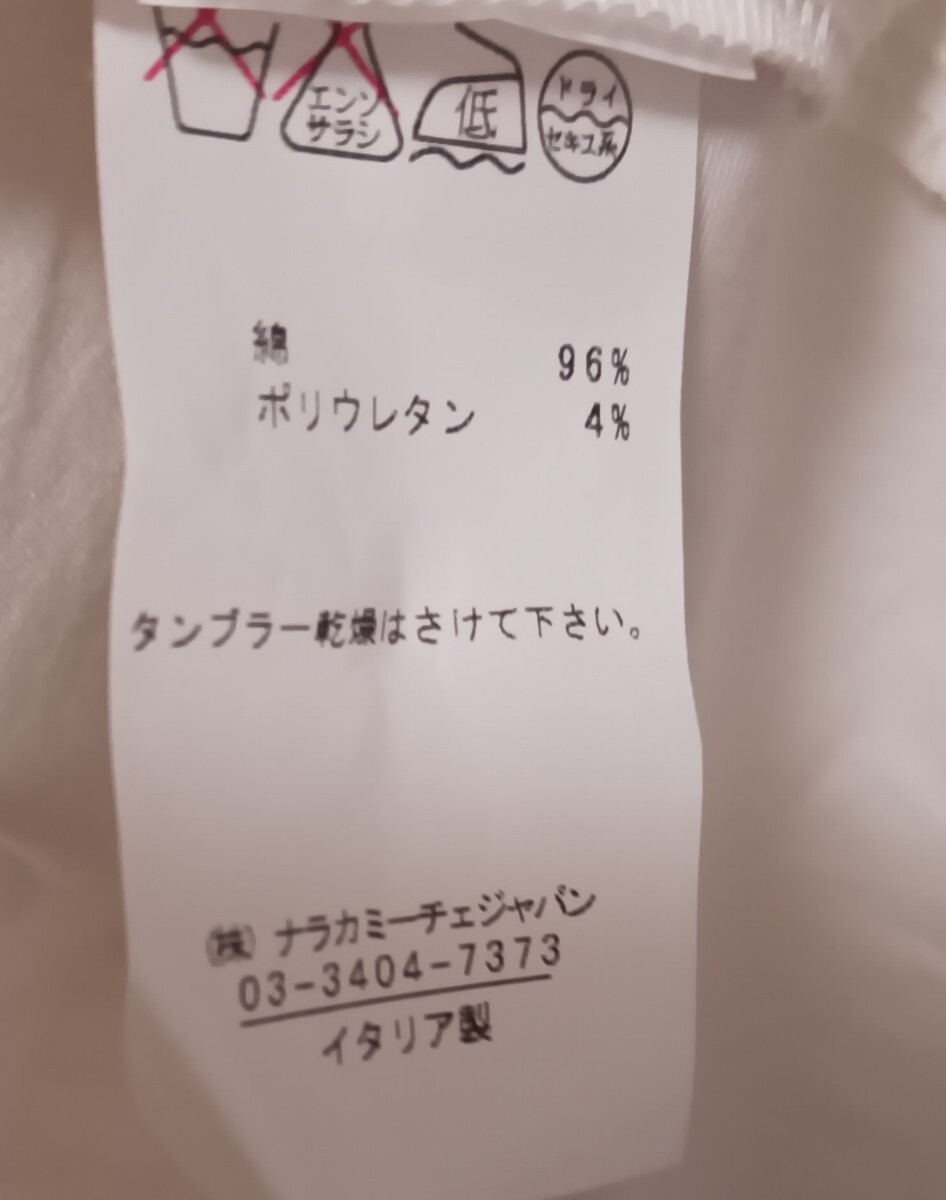 エンソ
サラシ
低
ドライ
セキユ系
綿 96%
ポリウレタン 4%
タンブラー乾燥はさけて下さい。
㈱ ナラカミーチェジャパン
03-3404-7373
イタリア製